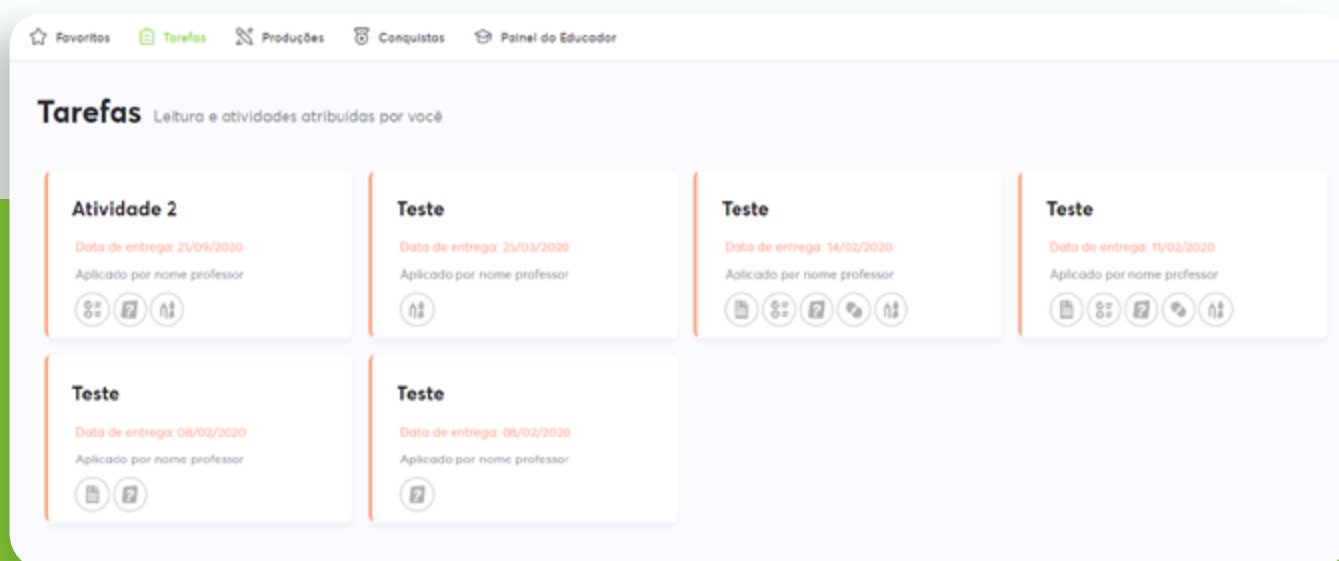 Favoritos Tarefas Produções Conquistas Painel do Educador
Tarefas Leitura e atividades atribuídas por você
Atividade 2
Data de entrega: 21/09/2020
Aplicado por nome professor
Teste
Data de entrega: 25/03/2020
Aplicado por nome professor
Teste
Data de entrega: 14/02/2020
Aplicado por nome professor
Teste
Data de entrega: 11/02/2020
Aplicado por nome professor
Teste
Data de entrega: 08/02/2020
Aplicado por nome professor
Teste
Data de entrega: 08/02/2020
Aplicado por nome professor